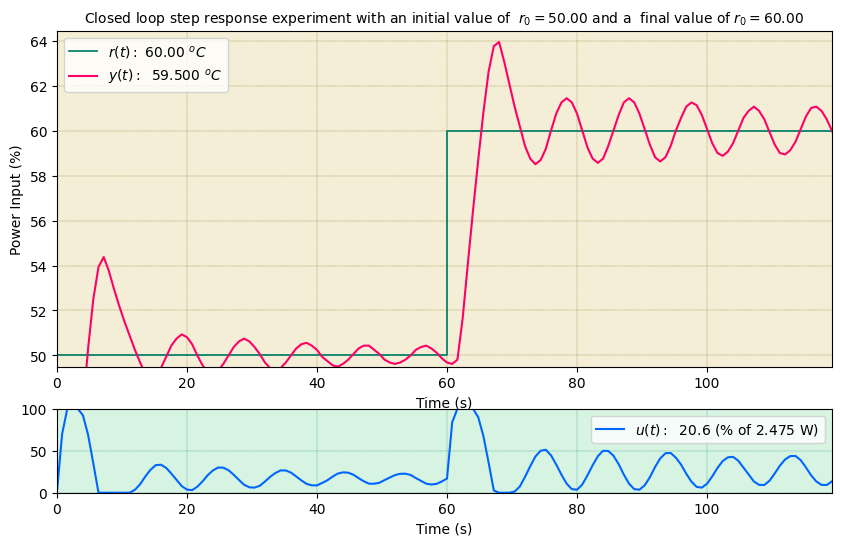 Closed loop step response experiment with an initial value of r₀ = 50.00 and a final value of r₀ = 60.00
64
62
60
58
56
54
52
50
Power Input (%)
r(t) : 60.00 °C
y(t) : 59.500 °C
0 20 40 60 80 100
Time (s)
100
50
0
u(t) : 20.6 (% of 2.475 W)
0 20 40 60 80 100
Time (s)